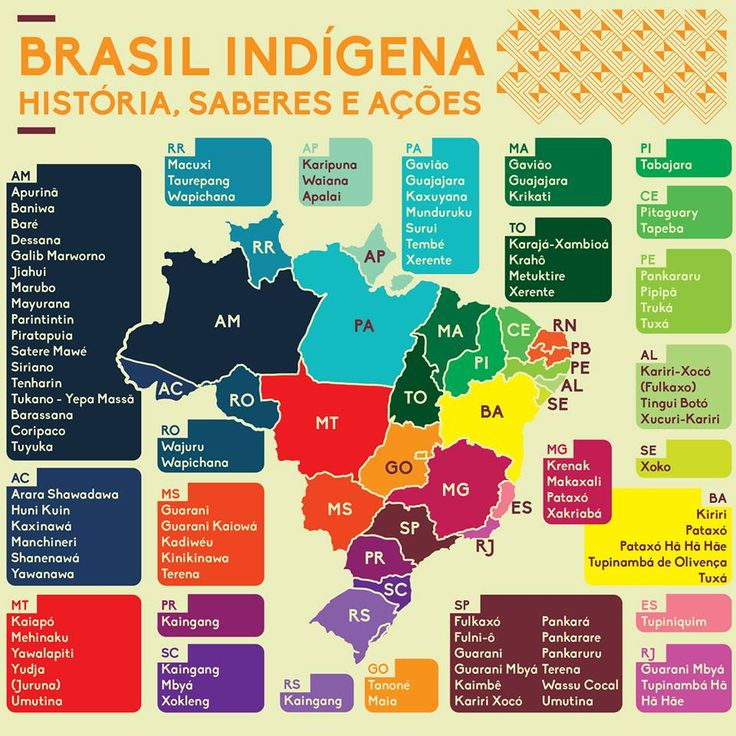 BRASIL INDÍGENA
HISTÓRIA, SABERES E AÇÕES
AM
Apurinã
Baniwa
Baré
Dessana
Galib Marworno
Jiahui
Marubo
Mayurana
Parintintin
Piratapuia
Satere Mawé
Siriano
Tenharin
Tukano - Yepa Massã
Barassana
Coripaco
Tuyuka
RR
Macuxi
Taurepang
Wapichana
AP
Karipuna
Waiana
Apalai
PA
Gavião
Guajajara
Kaxuyana
Munduruku
Surui
Tembé
Xerente
MA
Gavião
Guajajara
Krikati
TO
Karajá-Xambioá
Krahô
Metuktire
Xerente
PI
Tabajara
CE
Pitaguary
Tapeba
PE
Pankararu
Pipipà
Truká
Tuxá
AL
Kariri-Xocó
(Fulkaxo)
Tingui Botó
Xucuri-Kariri
SE
Xoko
RR
AP
AM
PA
MA
CE
RN
PI
PB
PE
AL
SE
AC
RO
TO
MT
BA
GO
MG
ES
MS
SP
RJ
PR
SC
RS
RO
Wajuru
Wapichana
AC
Arara Shawadawa
Huni Kuin
Kaxinawá
Manchineri
Shanenawá
Yawanawa
MS
Guarani
Guarani Kaiowá
Kadiwéu
Kinikinawa
Terena
MG
Krenak
Makaxali
Pataxó
Xakriabá
BA
Kiriri
Pataxó
Pataxó Hã Hã Hãe
Tupinambá de Olivença
Tuxá
MT
Kaiapó
Mehinaku
Yawalapiti
Yudja
(Juruna)
Umutina
PR
Kaingang
SC
Kaingang
Mbyá
Xokleng
RS
Kaingang
GO
Tanoné
Maia
SP
Fulkaxó
Fulni-ô
Guarani
Guarani Mbyá
Kaimbê
Kariri Xocó
Pankará
Pankarare
Pankaruru
Terena
Wassu Cocal
Umutina
ES
Tupiniquim
RJ
Guarani Mbyá
Tupinambá Hã
Hã Hãe